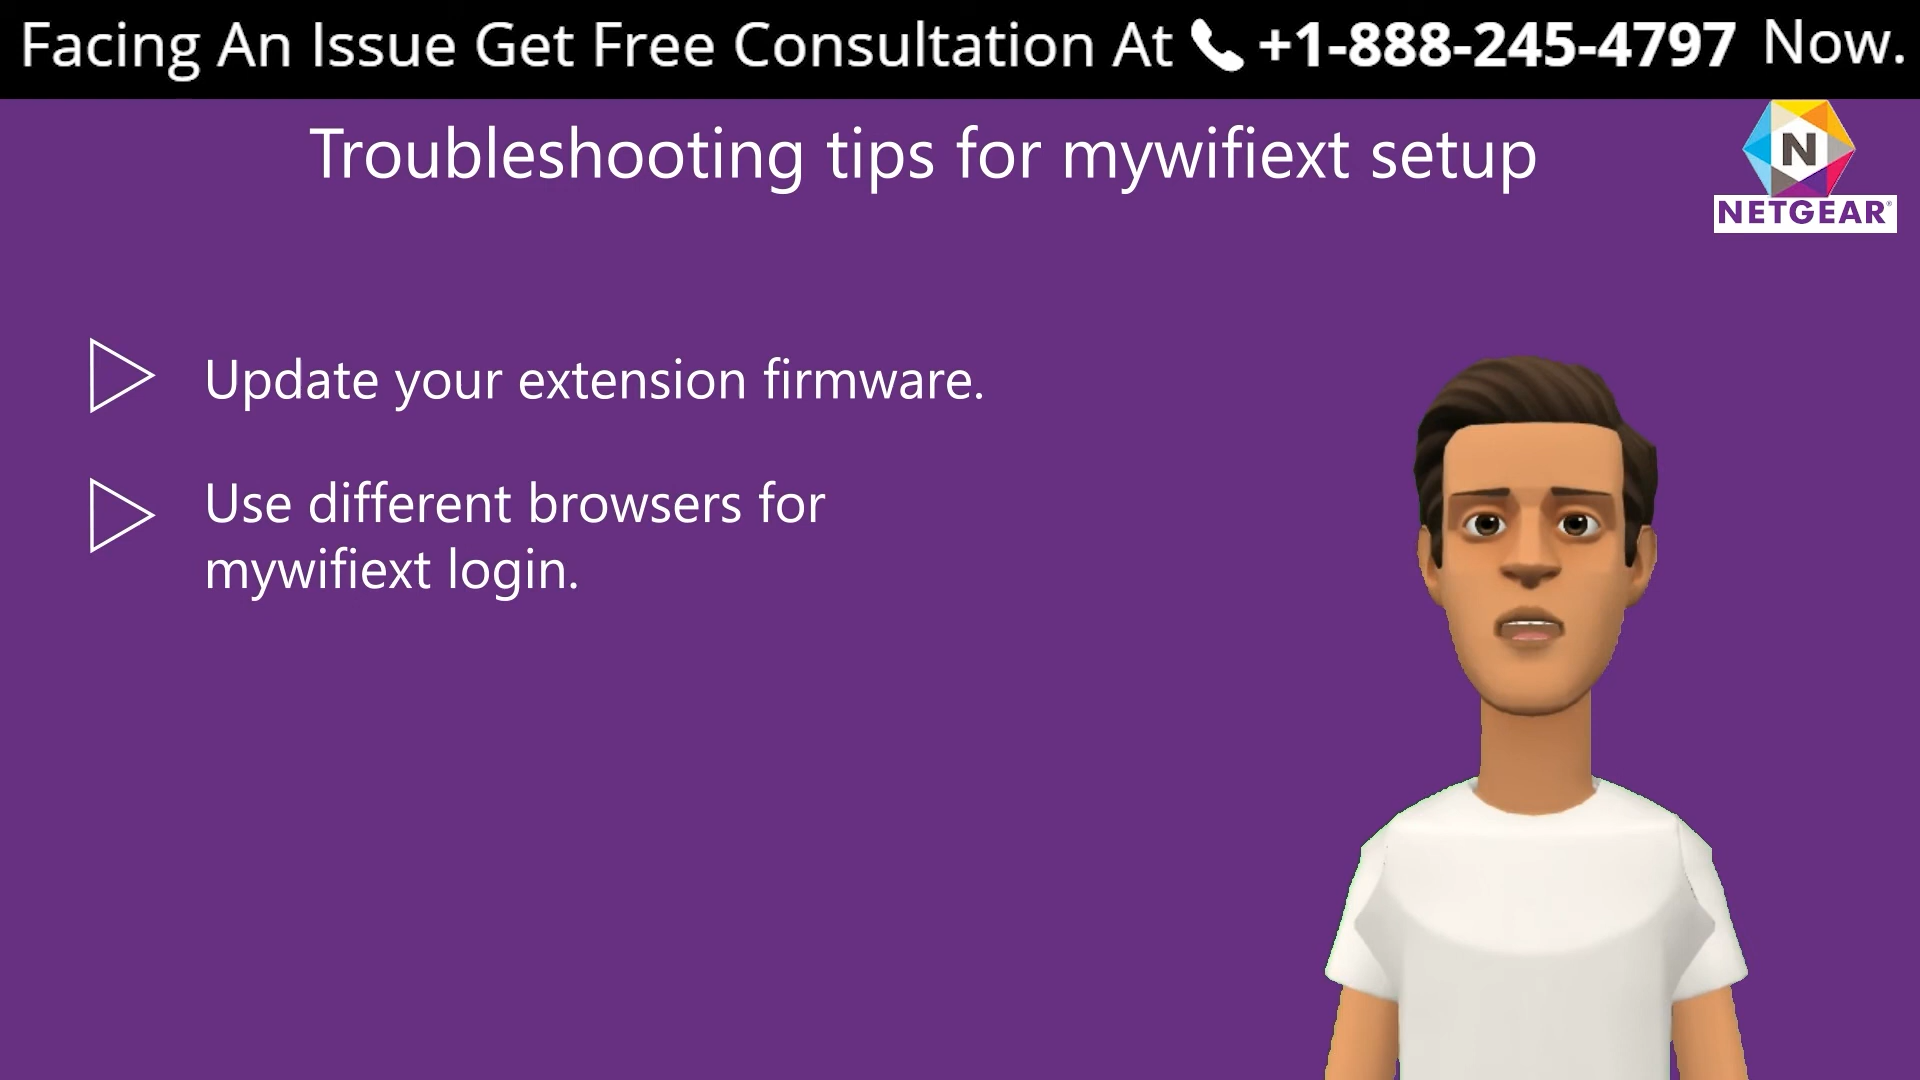 Facing An Issue Get Free Consultation At +1-888-245-4797 Now.
Troubleshooting tips for mywifiext setup
N
NETGEAR®
Update your extension firmware.
Use different browsers for
mywifiext login.